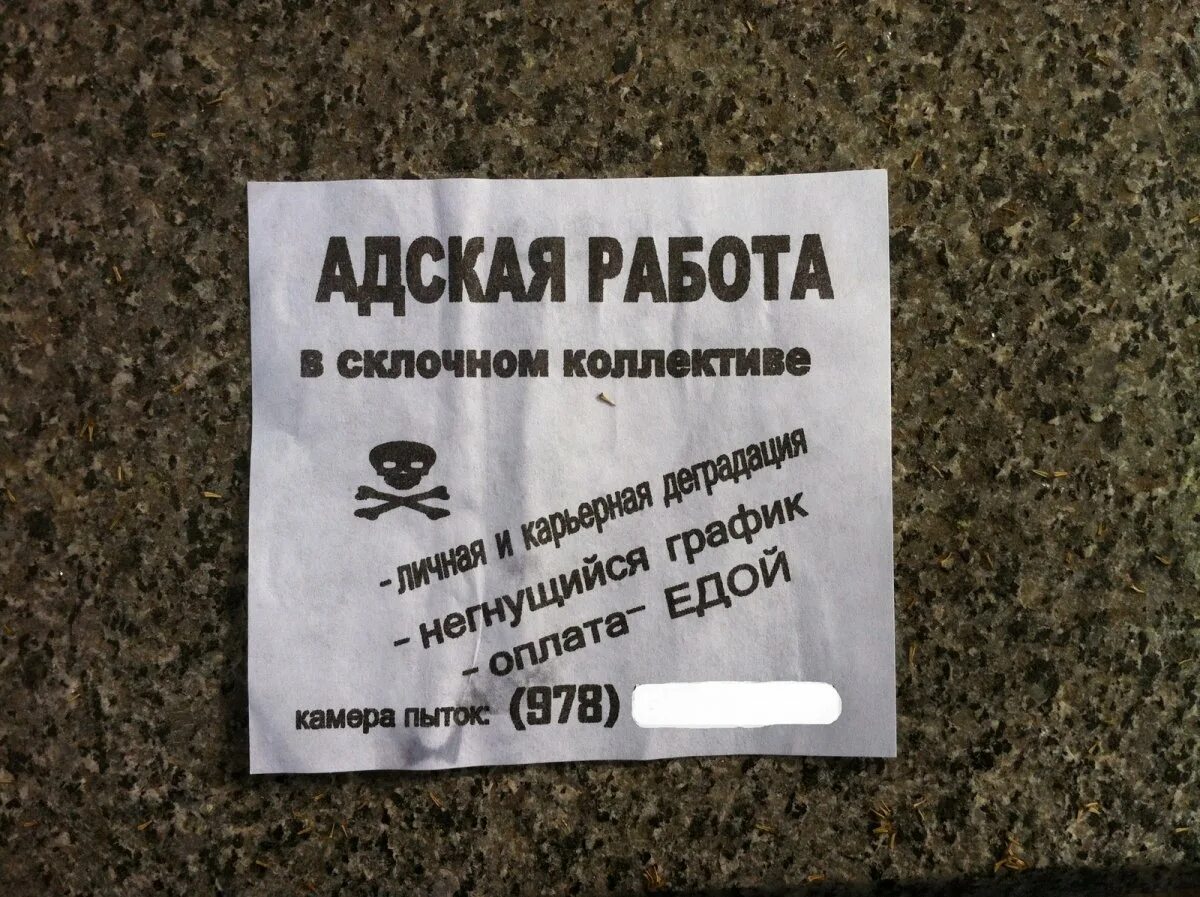 АДСКАЯ РАБОТА
в склочном коллективе
- личная и карьерная деградация
- негнущийся график
- оплата - ЕДОЙ
камера пыток: (978)